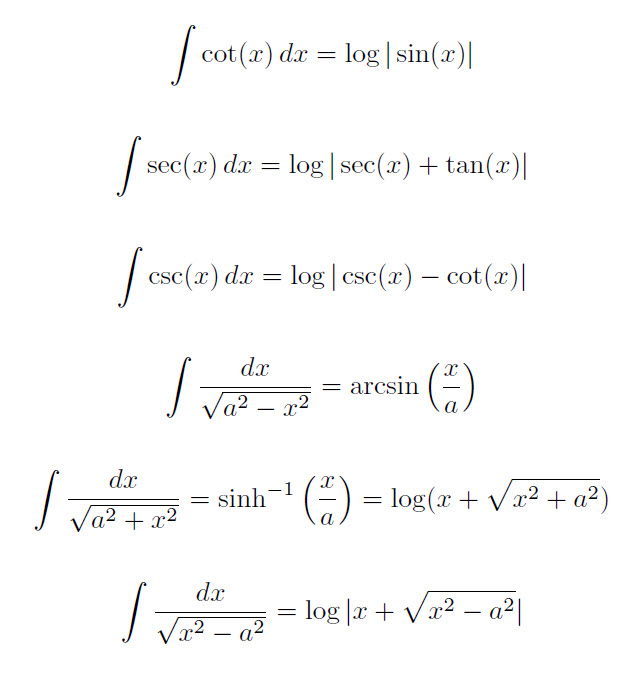 ∫ cot(x) dx = log | sin(x)|
∫ sec(x) dx = log | sec(x) + tan(x)|
∫ csc(x) dx = log | csc(x) − cot(x)|
∫ dx/√(a² − x²) = arcsin (x/a)
∫ dx/√(a² + x²) = sinh⁻¹ (x/a) = log(x + √(x² + a²))
∫ dx/√(x² − a²) = log |x + √(x² − a²)|